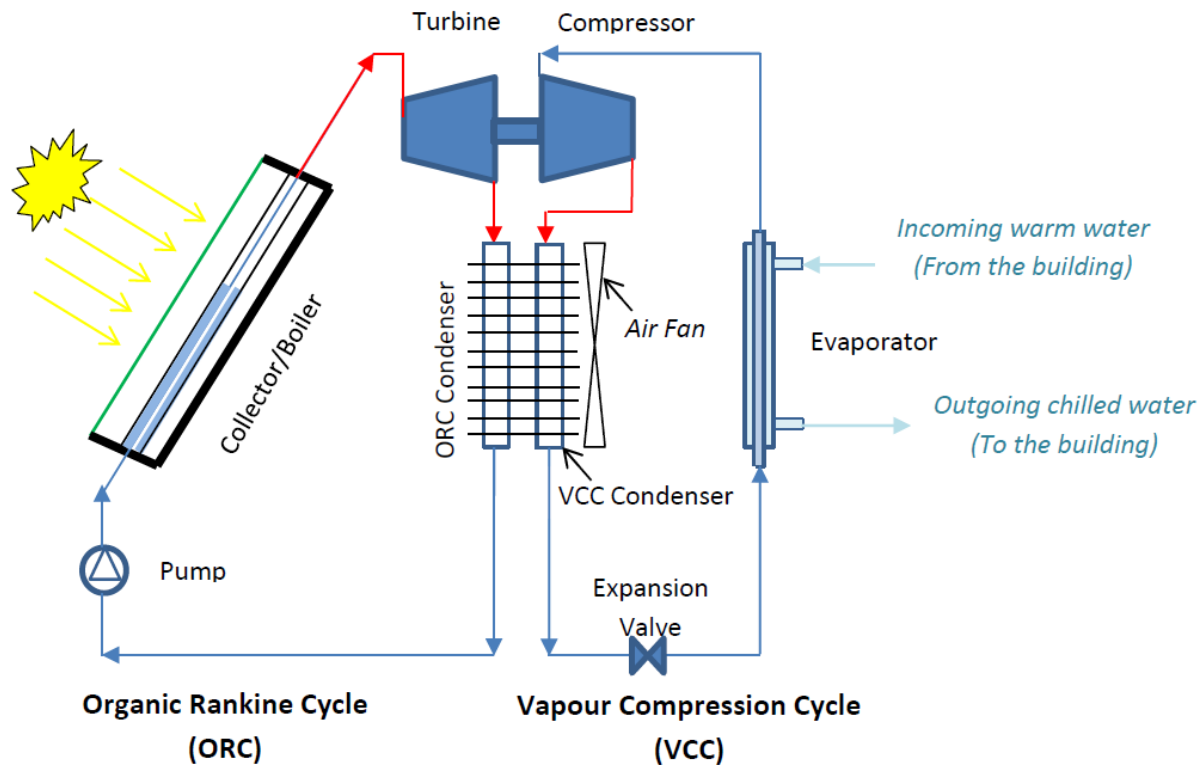 Turbine
Compressor
Incoming warm water
(From the building)
Collector/Boiler
ORC Condenser
Air Fan
Evaporator
Outgoing chilled water
(To the building)
VCC Condenser
Pump
Expansion
Valve
Organic Rankine Cycle
(ORC)
Vapour Compression Cycle
(VCC)